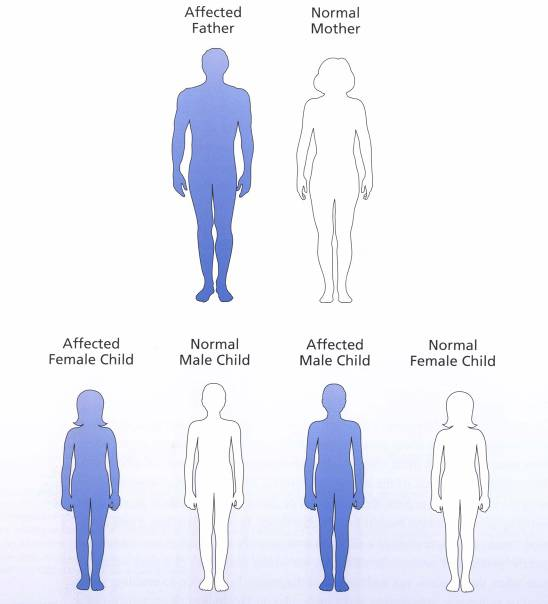 Affected
Father
Normal
Mother
Affected
Female Child
Normal
Male Child
Affected
Male Child
Normal
Female Child